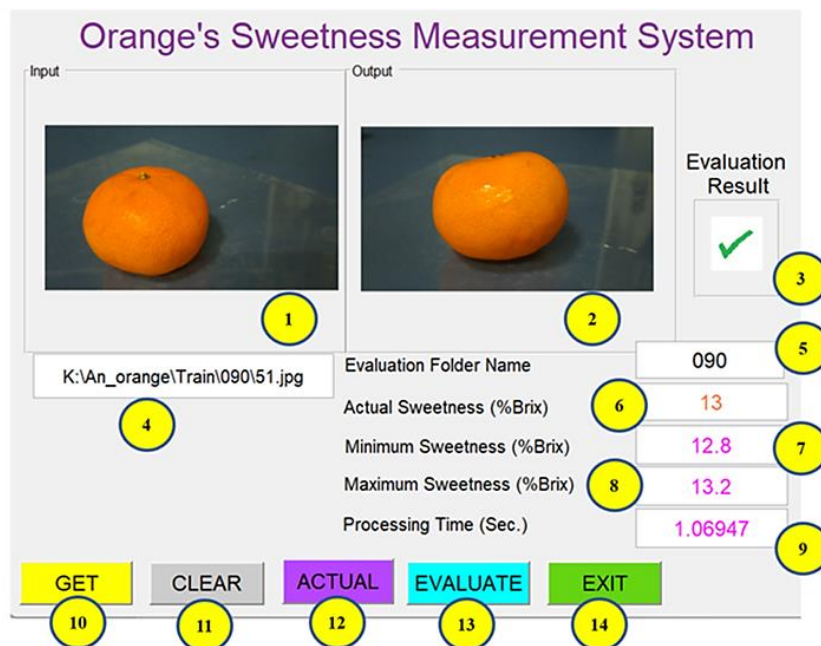 Orange's Sweetness Measurement System
Input
Output
Evaluation
Result
1
2
3
K:\An_orange\Train\090\51.jpg
4
Evaluation Folder Name
090
5
Actual Sweetness (%Brix)
6
13
Minimum Sweetness (%Brix)
12.8
7
Maximum Sweetness (%Brix)
8
13.2
Processing Time (Sec.)
1.06947
9
GET
CLEAR
ACTUAL
EVALUATE
EXIT
10
11
12
13
14